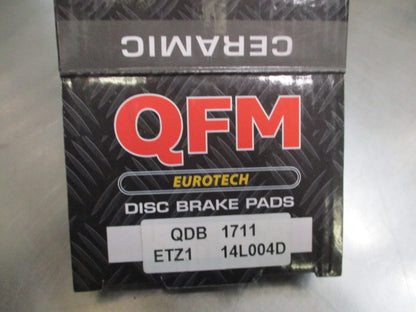 CERAMIC
QFM
EUROTECH
DISC BRAKE PADS
QDB 1711
ETZ1 14L004D